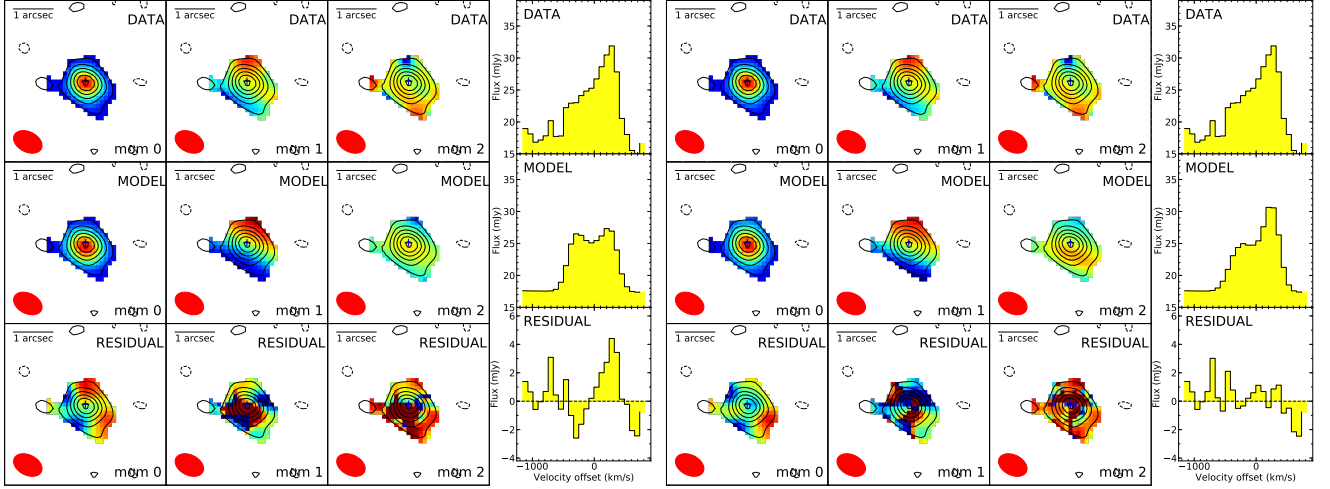 1 arcsec DATA 1 arcsec DATA 1 arcsec DATA DATA 1 arcsec DATA 1 arcsec DATA 1 arcsec DATA DATA
35 35
30 30
Flux (mJy) Flux (mJy)
25 25
20 20
mom 0 mom 1 mom 2 15 mom 0 mom 1 mom 2 15
1 arcsec MODEL 1 arcsec MODEL 1 arcsec MODEL MODEL 1 arcsec MODEL 1 arcsec MODEL 1 arcsec MODEL MODEL
35 35
30 30
Flux (mJy) Flux (mJy)
25 25
20 20
mom 0 mom 1 mom 2 15 mom 0 mom 1 mom 2 15
1 arcsec RESIDUAL 1 arcsec RESIDUAL 1 arcsec RESIDUAL RESIDUAL 1 arcsec RESIDUAL 1 arcsec RESIDUAL 1 arcsec RESIDUAL RESIDUAL
6 6
4 4
2 2
Flux (mJy) Flux (mJy)
0 0
−2 −2
mom 0 mom 1 mom 2 −4 mom 0 mom 1 mom 2 −4
−1000 0 −1000 0
Velocity offset (km/s) Velocity offset (km/s)